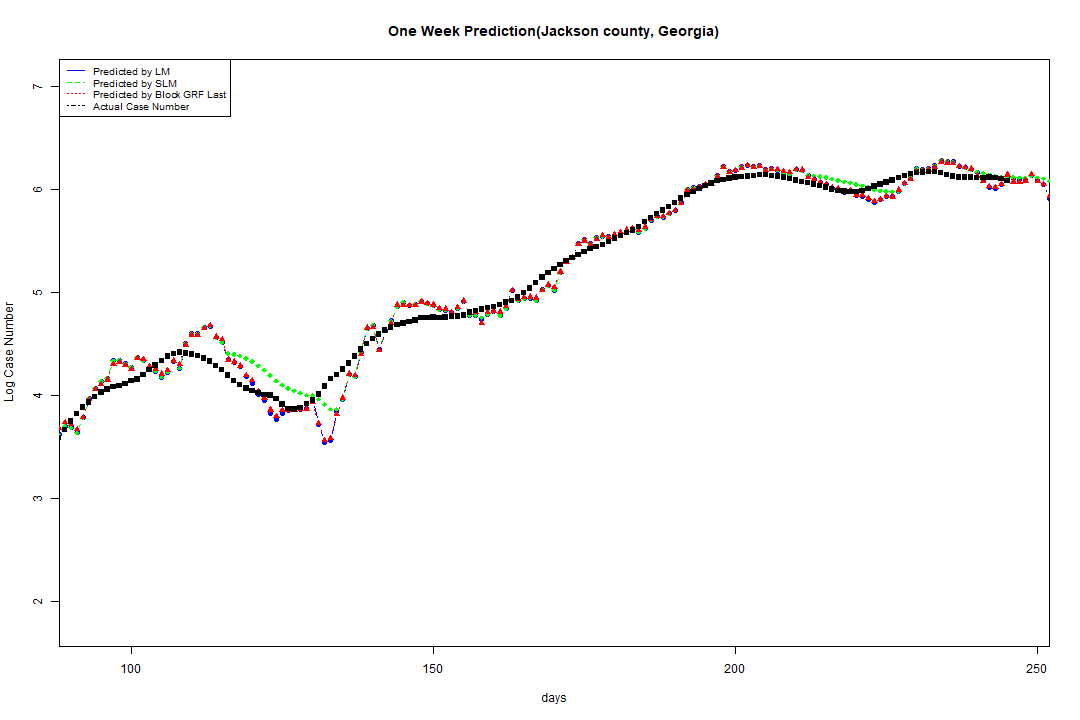 One Week Prediction(Jackson county, Georgia)
Predicted by LM
Predicted by SLM
Predicted by Block GRF Last
Actual Case Number
7
6
5
4
3
2
Log Case Number
100 150 200 250
days